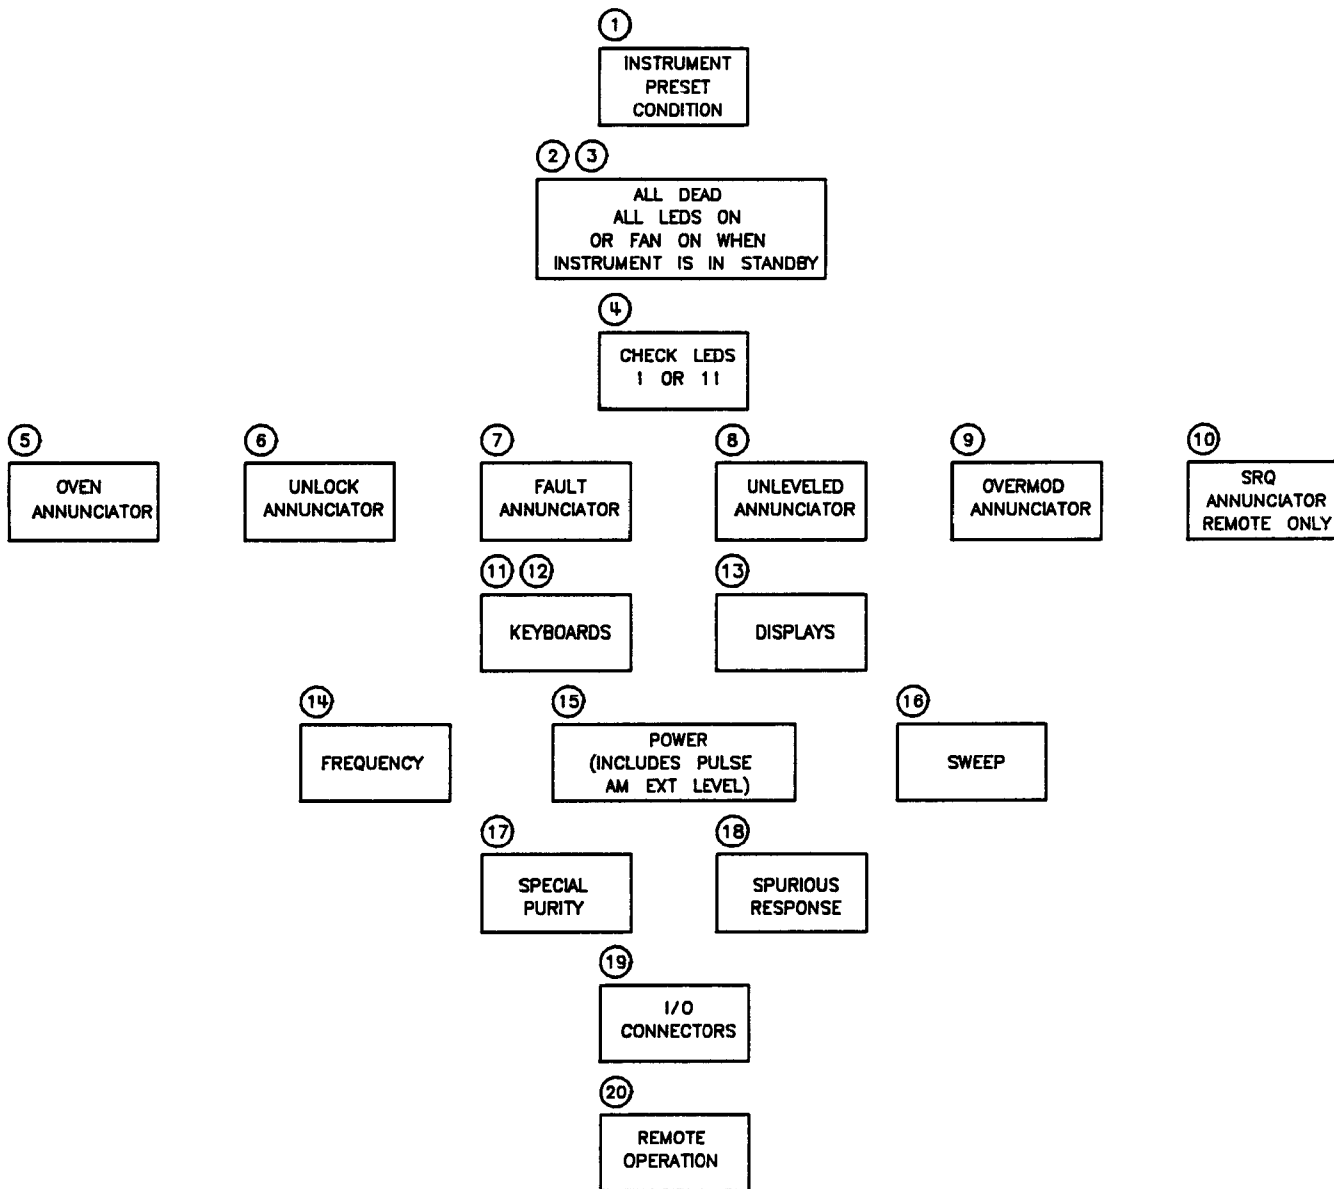 1
INSTRUMENT
PRESET
CONDITION
2 3
ALL DEAD
ALL LEDS ON
OR FAN ON WHEN
INSTRUMENT IS IN STANDBY
4
CHECK LEDS
I OR 11
5
OVEN
ANNUNCIATOR
6
UNLOCK
ANNUNCIATOR
7
FAULT
ANNUNCIATOR
8
UNLEVELED
ANNUNCIATOR
9
OVERMOD
ANNUNCIATOR
10
SRQ
ANNUNCIATOR
REMOTE ONLY
11 12
KEYBOARDS
13
DISPLAYS
14
FREQUENCY
15
POWER
(INCLUDES PULSE
AM EXT LEVEL)
16
SWEEP
17
SPECIAL
PURITY
18
SPURIOUS
RESPONSE
19
I/O
CONNECTORS
20
REMOTE
OPERATION